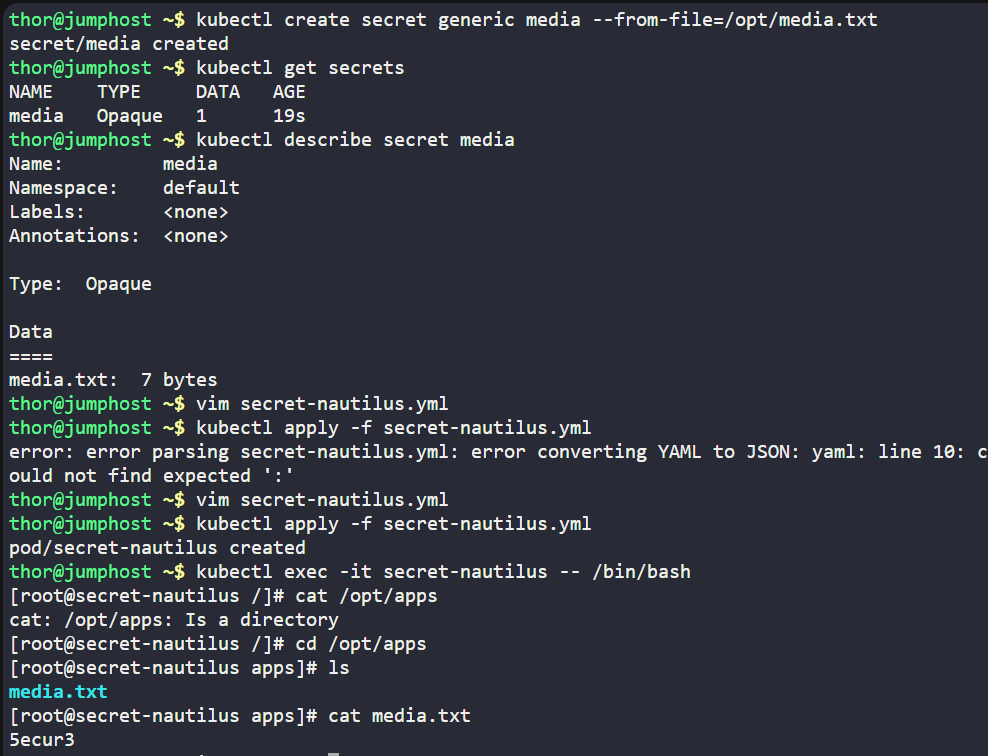 thor@jumphost ~$ kubectl create secret generic media --from-file=/opt/media.txt
secret/media created
thor@jumphost ~$ kubectl get secrets
NAME    TYPE     DATA   AGE
media   Opaque   1      19s
thor@jumphost ~$ kubectl describe secret media
Name:         media
Namespace:    default
Labels:       <none>
Annotations:  <none>

Type:  Opaque

Data
====
media.txt:  7 bytes
thor@jumphost ~$ vim secret-nautilus.yml
thor@jumphost ~$ kubectl apply -f secret-nautilus.yml
error: error parsing secret-nautilus.yml: error converting YAML to JSON: yaml: line 10: c
ould not find expected ':'
thor@jumphost ~$ vim secret-nautilus.yml
thor@jumphost ~$ kubectl apply -f secret-nautilus.yml
pod/secret-nautilus created
thor@jumphost ~$ kubectl exec -it secret-nautilus -- /bin/bash
[root@secret-nautilus /]# cat /opt/apps
cat: /opt/apps: Is a directory
[root@secret-nautilus /]# cd /opt/apps
[root@secret-nautilus apps]# ls
media.txt
[root@secret-nautilus apps]# cat media.txt
5ecur3